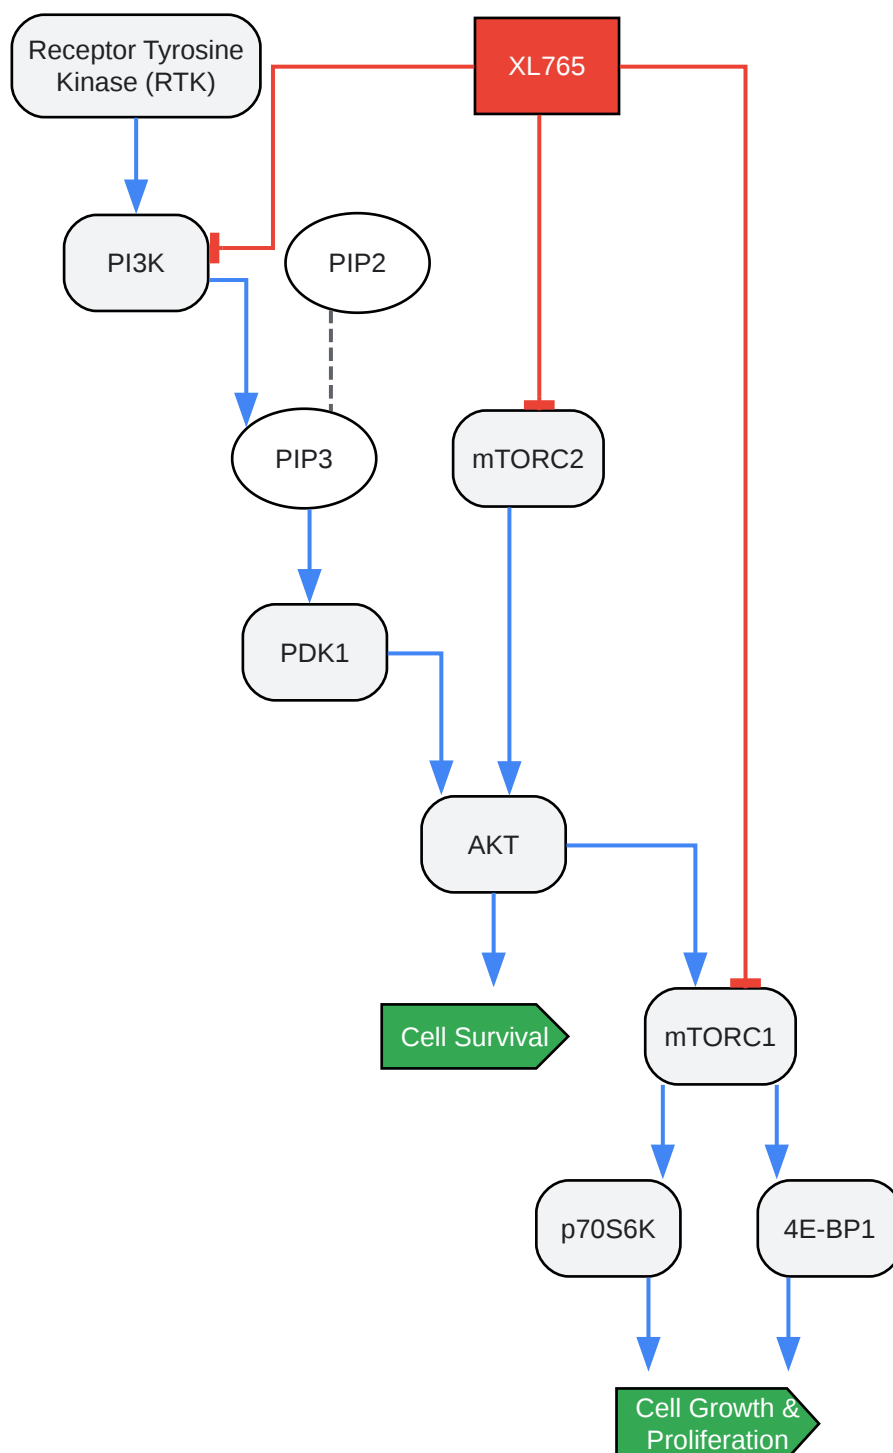 Receptor Tyrosine
Kinase (RTK)
XL765
PI3K
PIP2
PIP3
mTORC2
PDK1
AKT
Cell Survival
mTORC1
p70S6K
4E-BP1
Cell Growth &
Proliferation